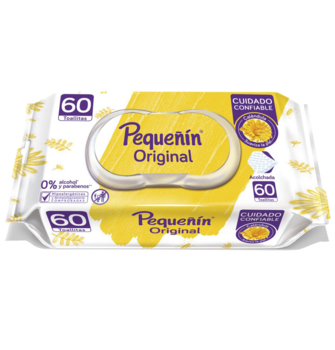 60
Toallitas
CUIDADO
CONFIABLE
Caléndula
Pequeñín®
Original
0% alcohol
y parabenos
Hipoalergénicas
Acolchada
60
Toallitas
60
Toallitas
Pequeñín®
Original
CUIDADO
CONFIABLE